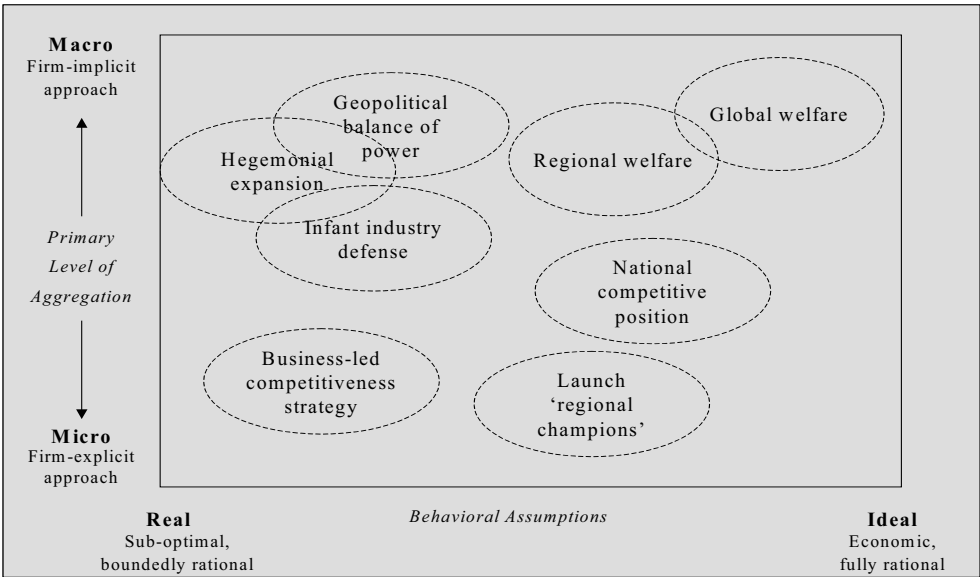 Macro
Firm-implicit
approach
Primary
Level of
Aggregation
Micro
Firm-explicit
approach
Geopolitical
balance of
power
Global welfare
Hegemonial
expansion
Regional welfare
Infant industry
defense
National
competitive
position
Business-led
competitiveness
strategy
Launch
‘regional
champions’
Real
Sub-optimal,
boundedly rational
Behavioral Assumptions
Ideal
Economic,
fully rational